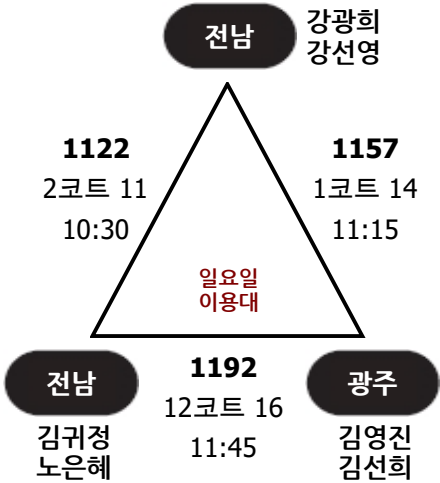 전남
강광희
강선영
1122
2코트 11
10:30
1157
1코트 14
11:15
일요일
이용대
전남
김귀정
노은혜
1192
12코트 16
11:45
광주
김영진
김선희